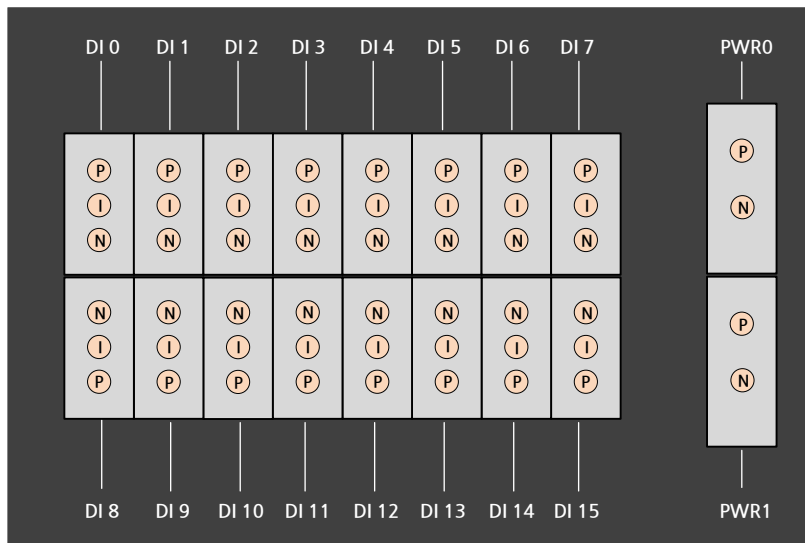 DI 0 DI 1 DI 2 DI 3 DI 4 DI 5 DI 6 DI 7 PWR0
P P P P P P P P P
I I I I I I I I N
N N N N N N N N
N N N N N N N N P
I I I I I I I I
P P P P P P P P N
DI 8 DI 9 DI 10 DI 11 DI 12 DI 13 DI 14 DI 15 PWR1